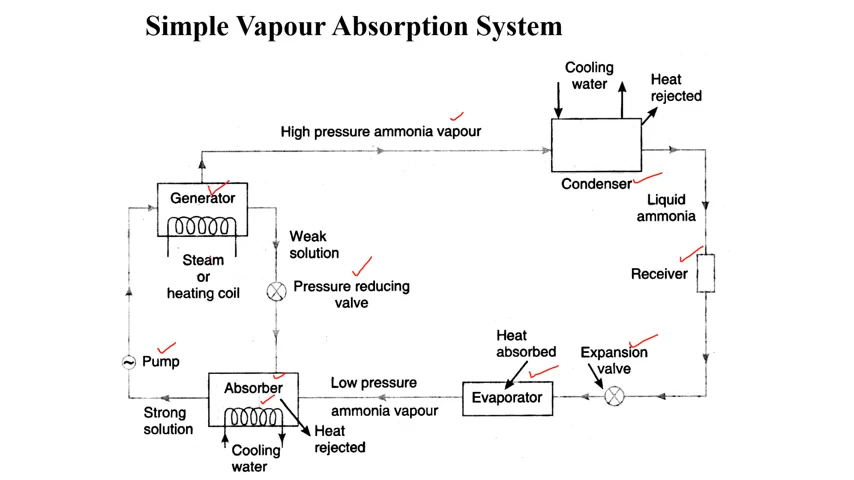 Simple Vapour Absorption System
Cooling
water
Heat
rejected
High pressure ammonia vapour
Condenser
Generator
Liquid
ammonia
Weak
solution
Steam
or
heating coil
Receiver
Pressure reducing
valve
Heat
absorbed
Expansion
valve
Pump
Absorber
Low pressure
ammonia vapour
Evaporator
Strong
solution
Heat
rejected
Cooling
water